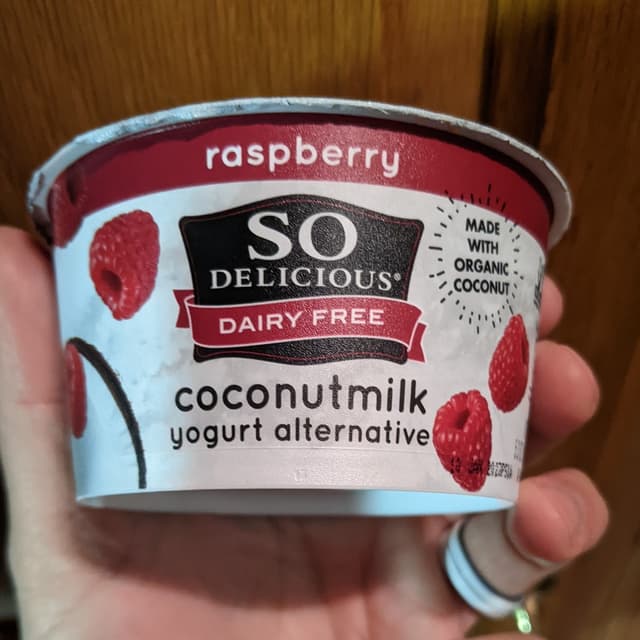 raspberry
SO
DELICIOUS®
DAIRY FREE
MADE
WITH
ORGANIC
COCONUT
coconutmilk
yogurt alternative